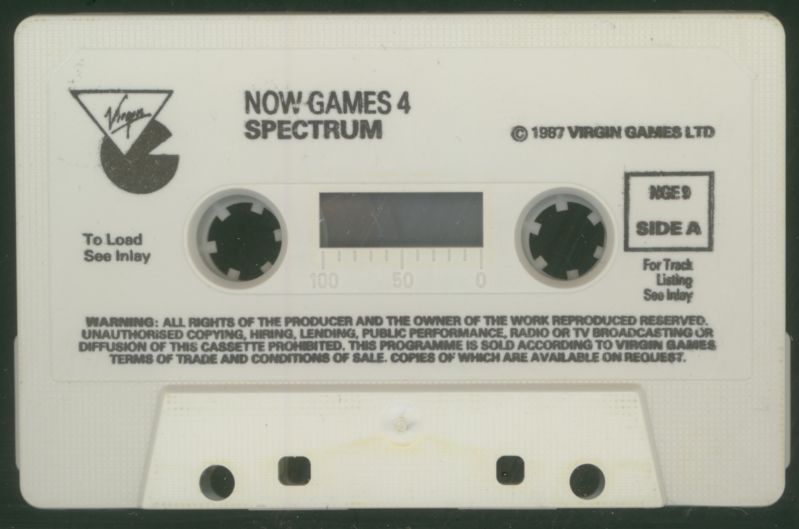 Virgin
NOW GAMES 4
SPECTRUM
© 1987 VIRGIN GAMES LTD
NGE 9
SIDE A
To Load
See Inlay
100 50 0
For Track
Listing
See Inlay
WARNING: ALL RIGHTS OF THE PRODUCER AND THE OWNER OF THE WORK REPRODUCED RESERVED.
UNAUTHORISED COPYING, HIRING, LENDING, PUBLIC PERFORMANCE, RADIO OR TV BROADCASTING OR
DIFFUSION OF THIS CASSETTE PROHIBITED. THIS PROGRAMME IS SOLD ACCORDING TO VIRGIN GAMES
TERMS OF TRADE AND CONDITIONS OF SALE. COPIES OF WHICH ARE AVAILABLE ON REQUEST.